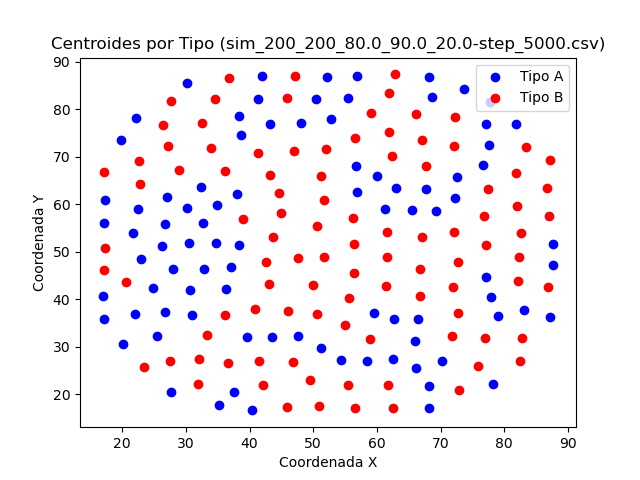 Centroides por Tipo (sim_200_200_80.0_90.0_20.0-step_5000.csv)
Tipo A
Tipo B
90
80
70
60
50
40
30
20
Coordenada Y
20 30 40 50 60 70 80 90
Coordenada X